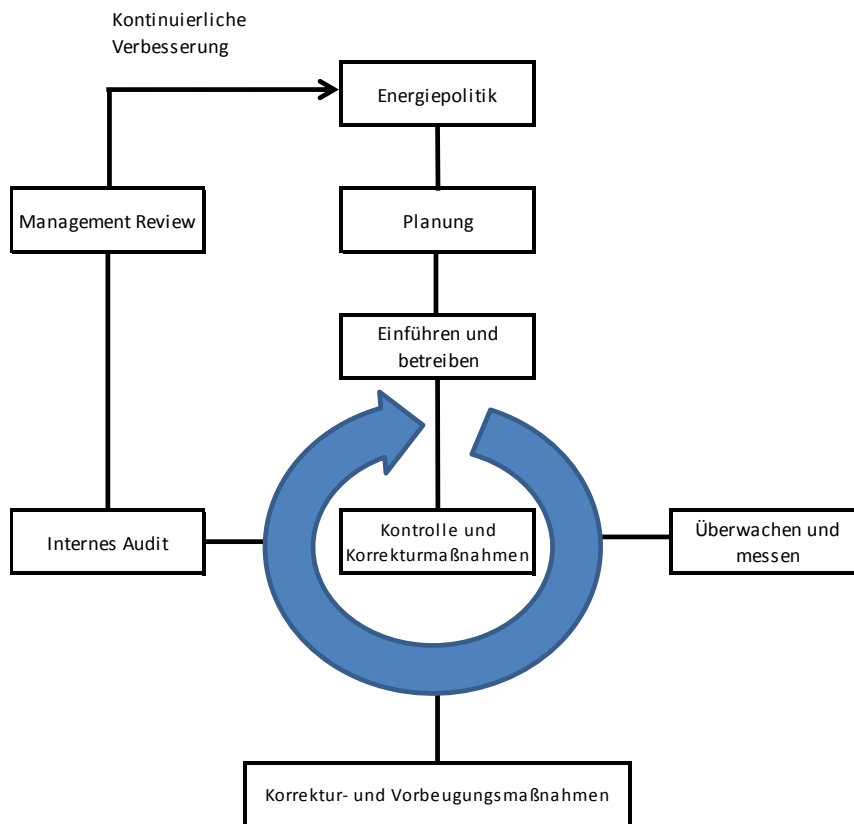 Kontinuierliche
Verbesserung
Energiepolitik
Management Review
Planung
Einführen und
betreiben
Internes Audit
Kontrolle und
Korrekturmaßnahmen
Überwachen und
messen
Korrektur- und Vorbeugungsmaßnahmen